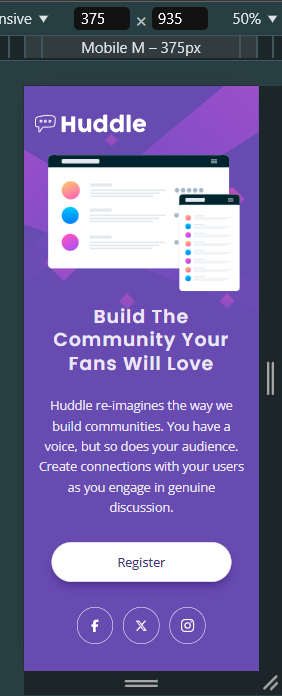 nsive ▼ 375 × 935 50% ▼
Mobile M – 375px
Huddle
Build The
Community Your
Fans Will Love
Huddle re-imagines the way we
build communities. You have a
voice, but so does your audience.
Create connections with your users
as you engage in genuine
discussion.
Register